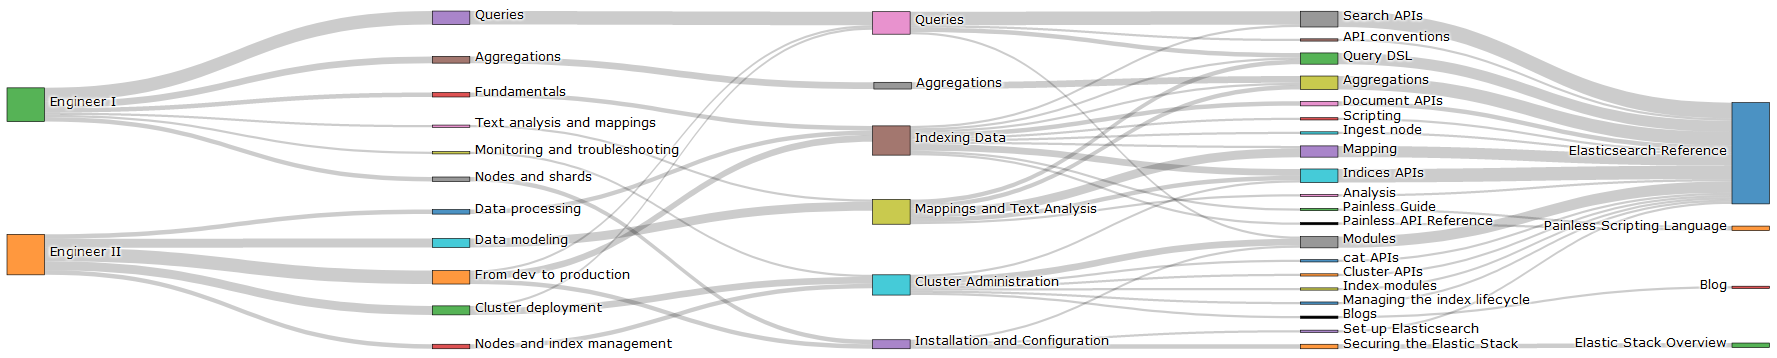 Engineer I
Engineer II
Queries
Aggregations
Fundamentals
Text analysis and mappings
Monitoring and troubleshooting
Nodes and shards
Data processing
Data modeling
From dev to production
Cluster deployment
Nodes and index management
Queries
Aggregations
Indexing Data
Mappings and Text Analysis
Cluster Administration
Installation and Configuration
Search APIs
API conventions
Query DSL
Aggregations
Document APIs
Scripting
Ingest node
Mapping
Indices APIs
Analysis
Painless Guide
Painless API Reference
Modules
cat APIs
Cluster APIs
Index modules
Managing the index lifecycle
Blogs
Set up Elasticsearch
Securing the Elastic Stack
Elasticsearch Reference
Painless Scripting Language
Blog
Elastic Stack Overview